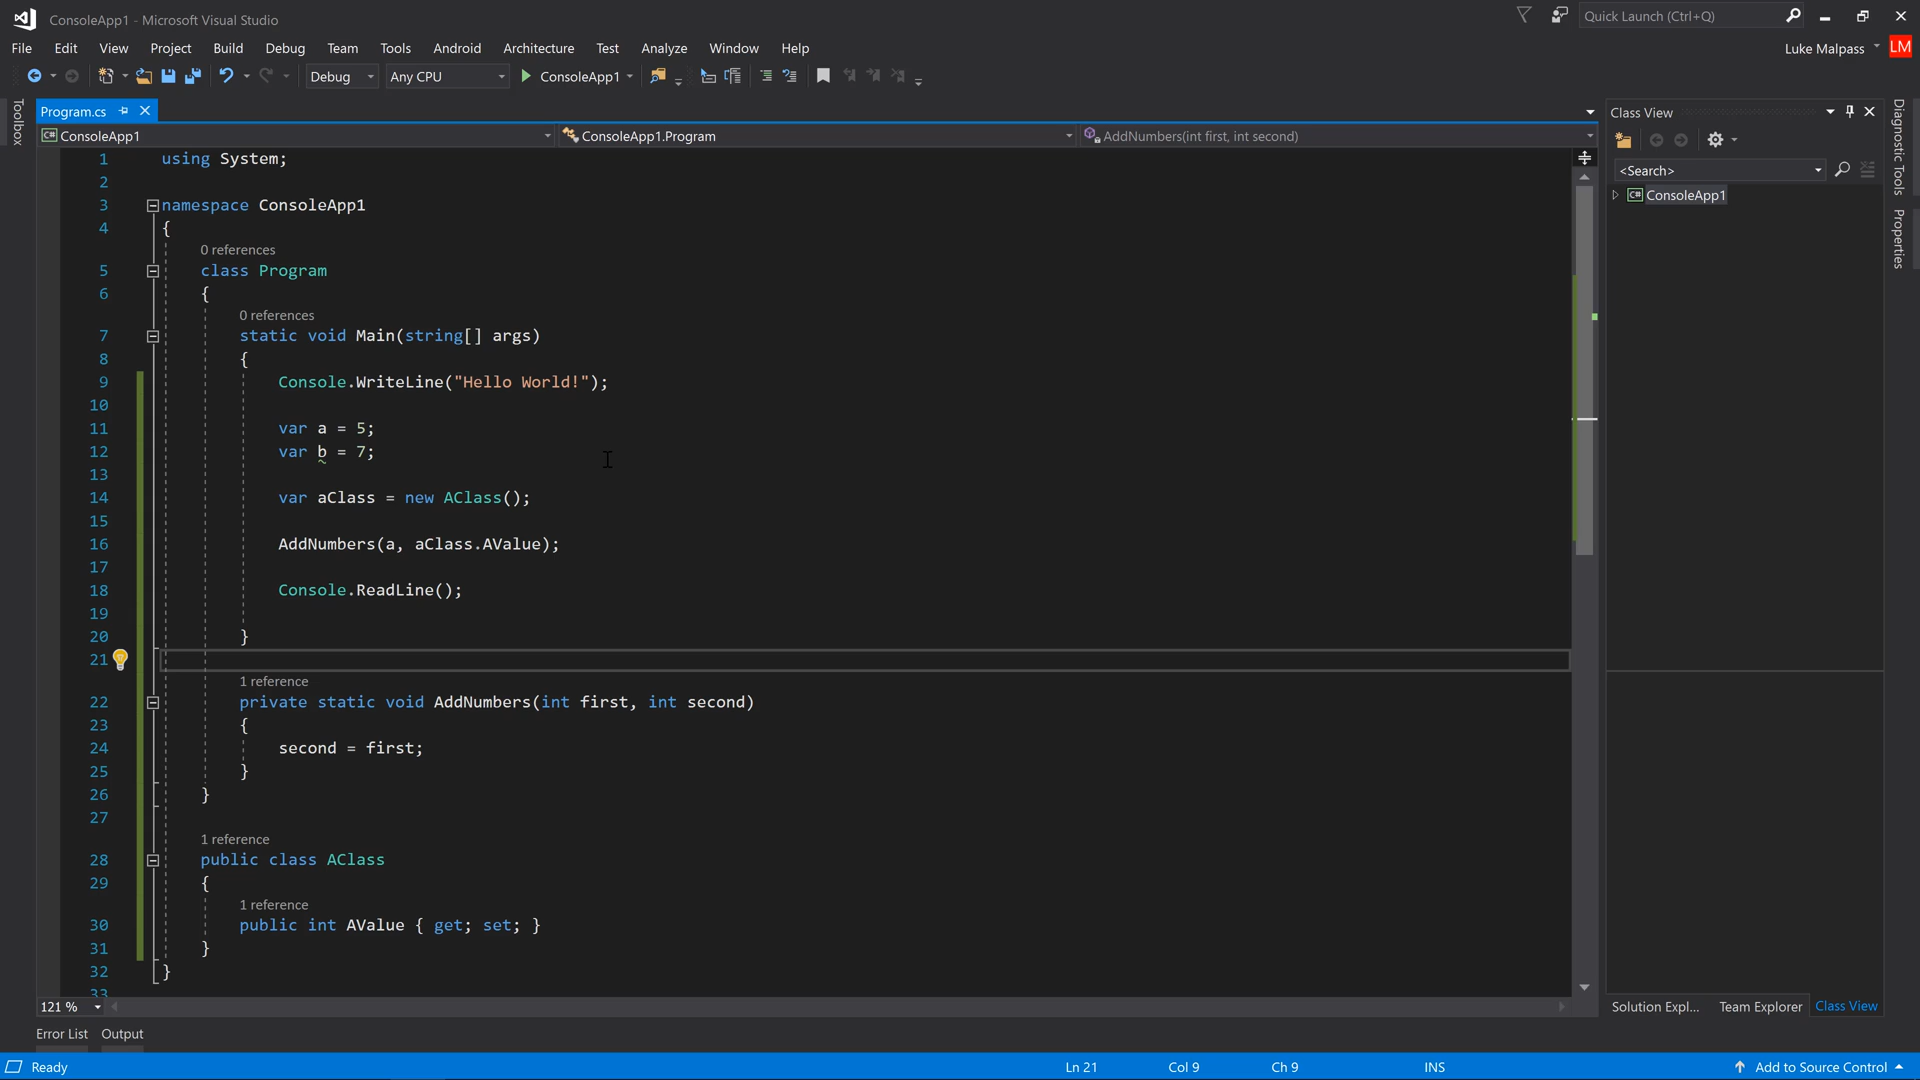 ConsoleApp1 - Microsoft Visual Studio
Quick Launch (Ctrl+Q)
File Edit View Project Build Debug Team Tools Android Architecture Test Analyze Window Help
Luke Malpass LM
Debug Any CPU ConsoleApp1
Toolbox
Program.cs
ConsoleApp1 ConsoleApp1.Program AddNumbers(int first, int second)
1 using System;
2
3 namespace ConsoleApp1
4 {
0 references
5 class Program
6 {
0 references
7 static void Main(string[] args)
8 {
9 Console.WriteLine("Hello World!");
10
11 var a = 5;
12 var b = 7;
13
14 var aClass = new AClass();
15
16 AddNumbers(a, aClass.AValue);
17
18 Console.ReadLine();
19
20 }
21
1 reference
22 private static void AddNumbers(int first, int second)
23 {
24 second = first;
25 }
26 }
27
1 reference
28 public class AClass
29 {
1 reference
30 public int AValue { get; set; }
31 }
32 }
33
121 %
Class View
<Search>
C# ConsoleApp1
Solution Expl... Team Explorer Class View
Diagnostic Tools
Properties
Error List Output
Ready Ln 21 Col 9 Ch 9 INS Add to Source Control